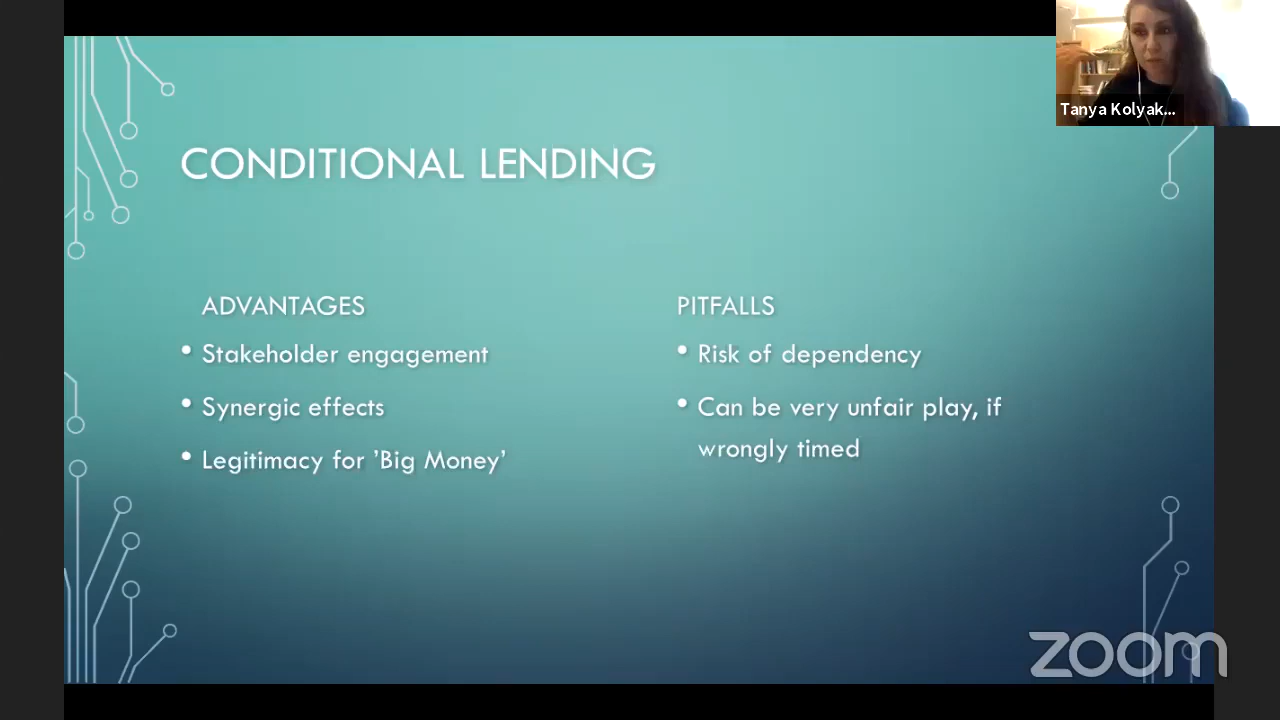 Tanya Kolyak...
CONDITIONAL LENDING
ADVANTAGES
• Stakeholder engagement
• Synergic effects
• Legitimacy for ’Big Money’
PITFALLS
• Risk of dependency
• Can be very unfair play, if
wrongly timed
zoom